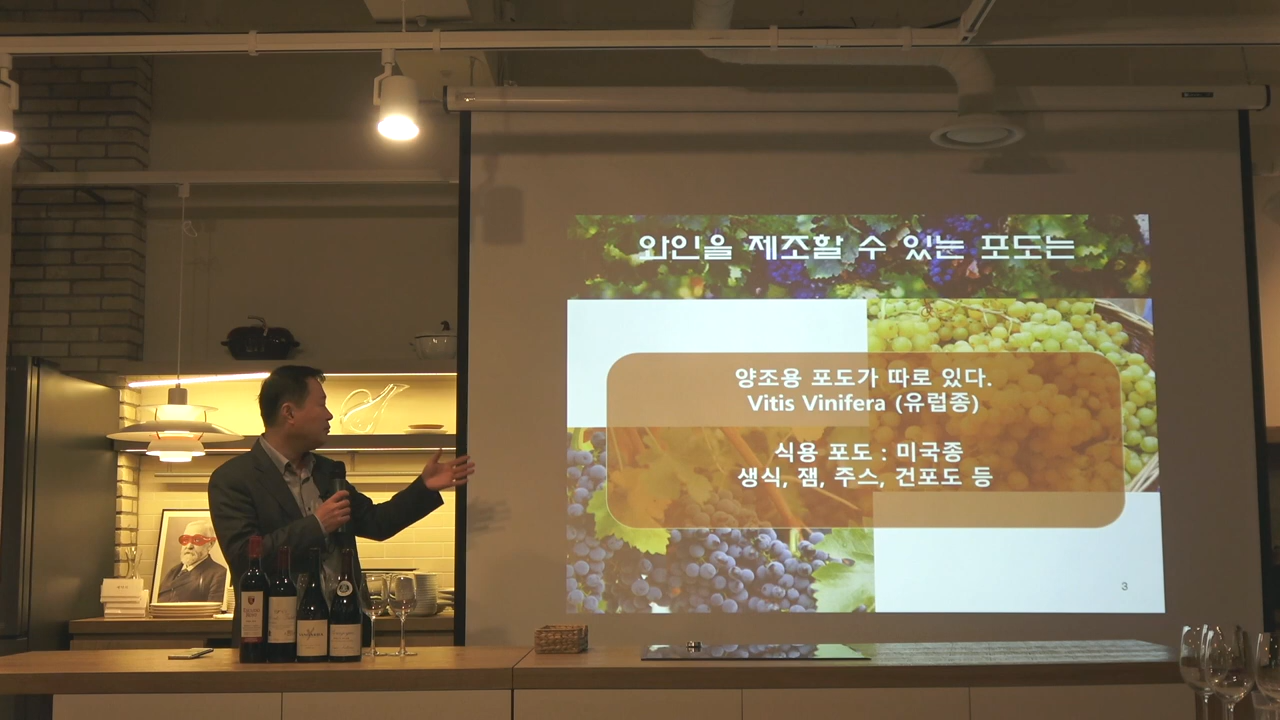 와인을 제조할 수 있는 포도는
양조용 포도가 따로 있다.
Vitis Vinifera (유럽종)
식용 포도 : 미국종
생식, 잼, 주스, 건포도 등
3